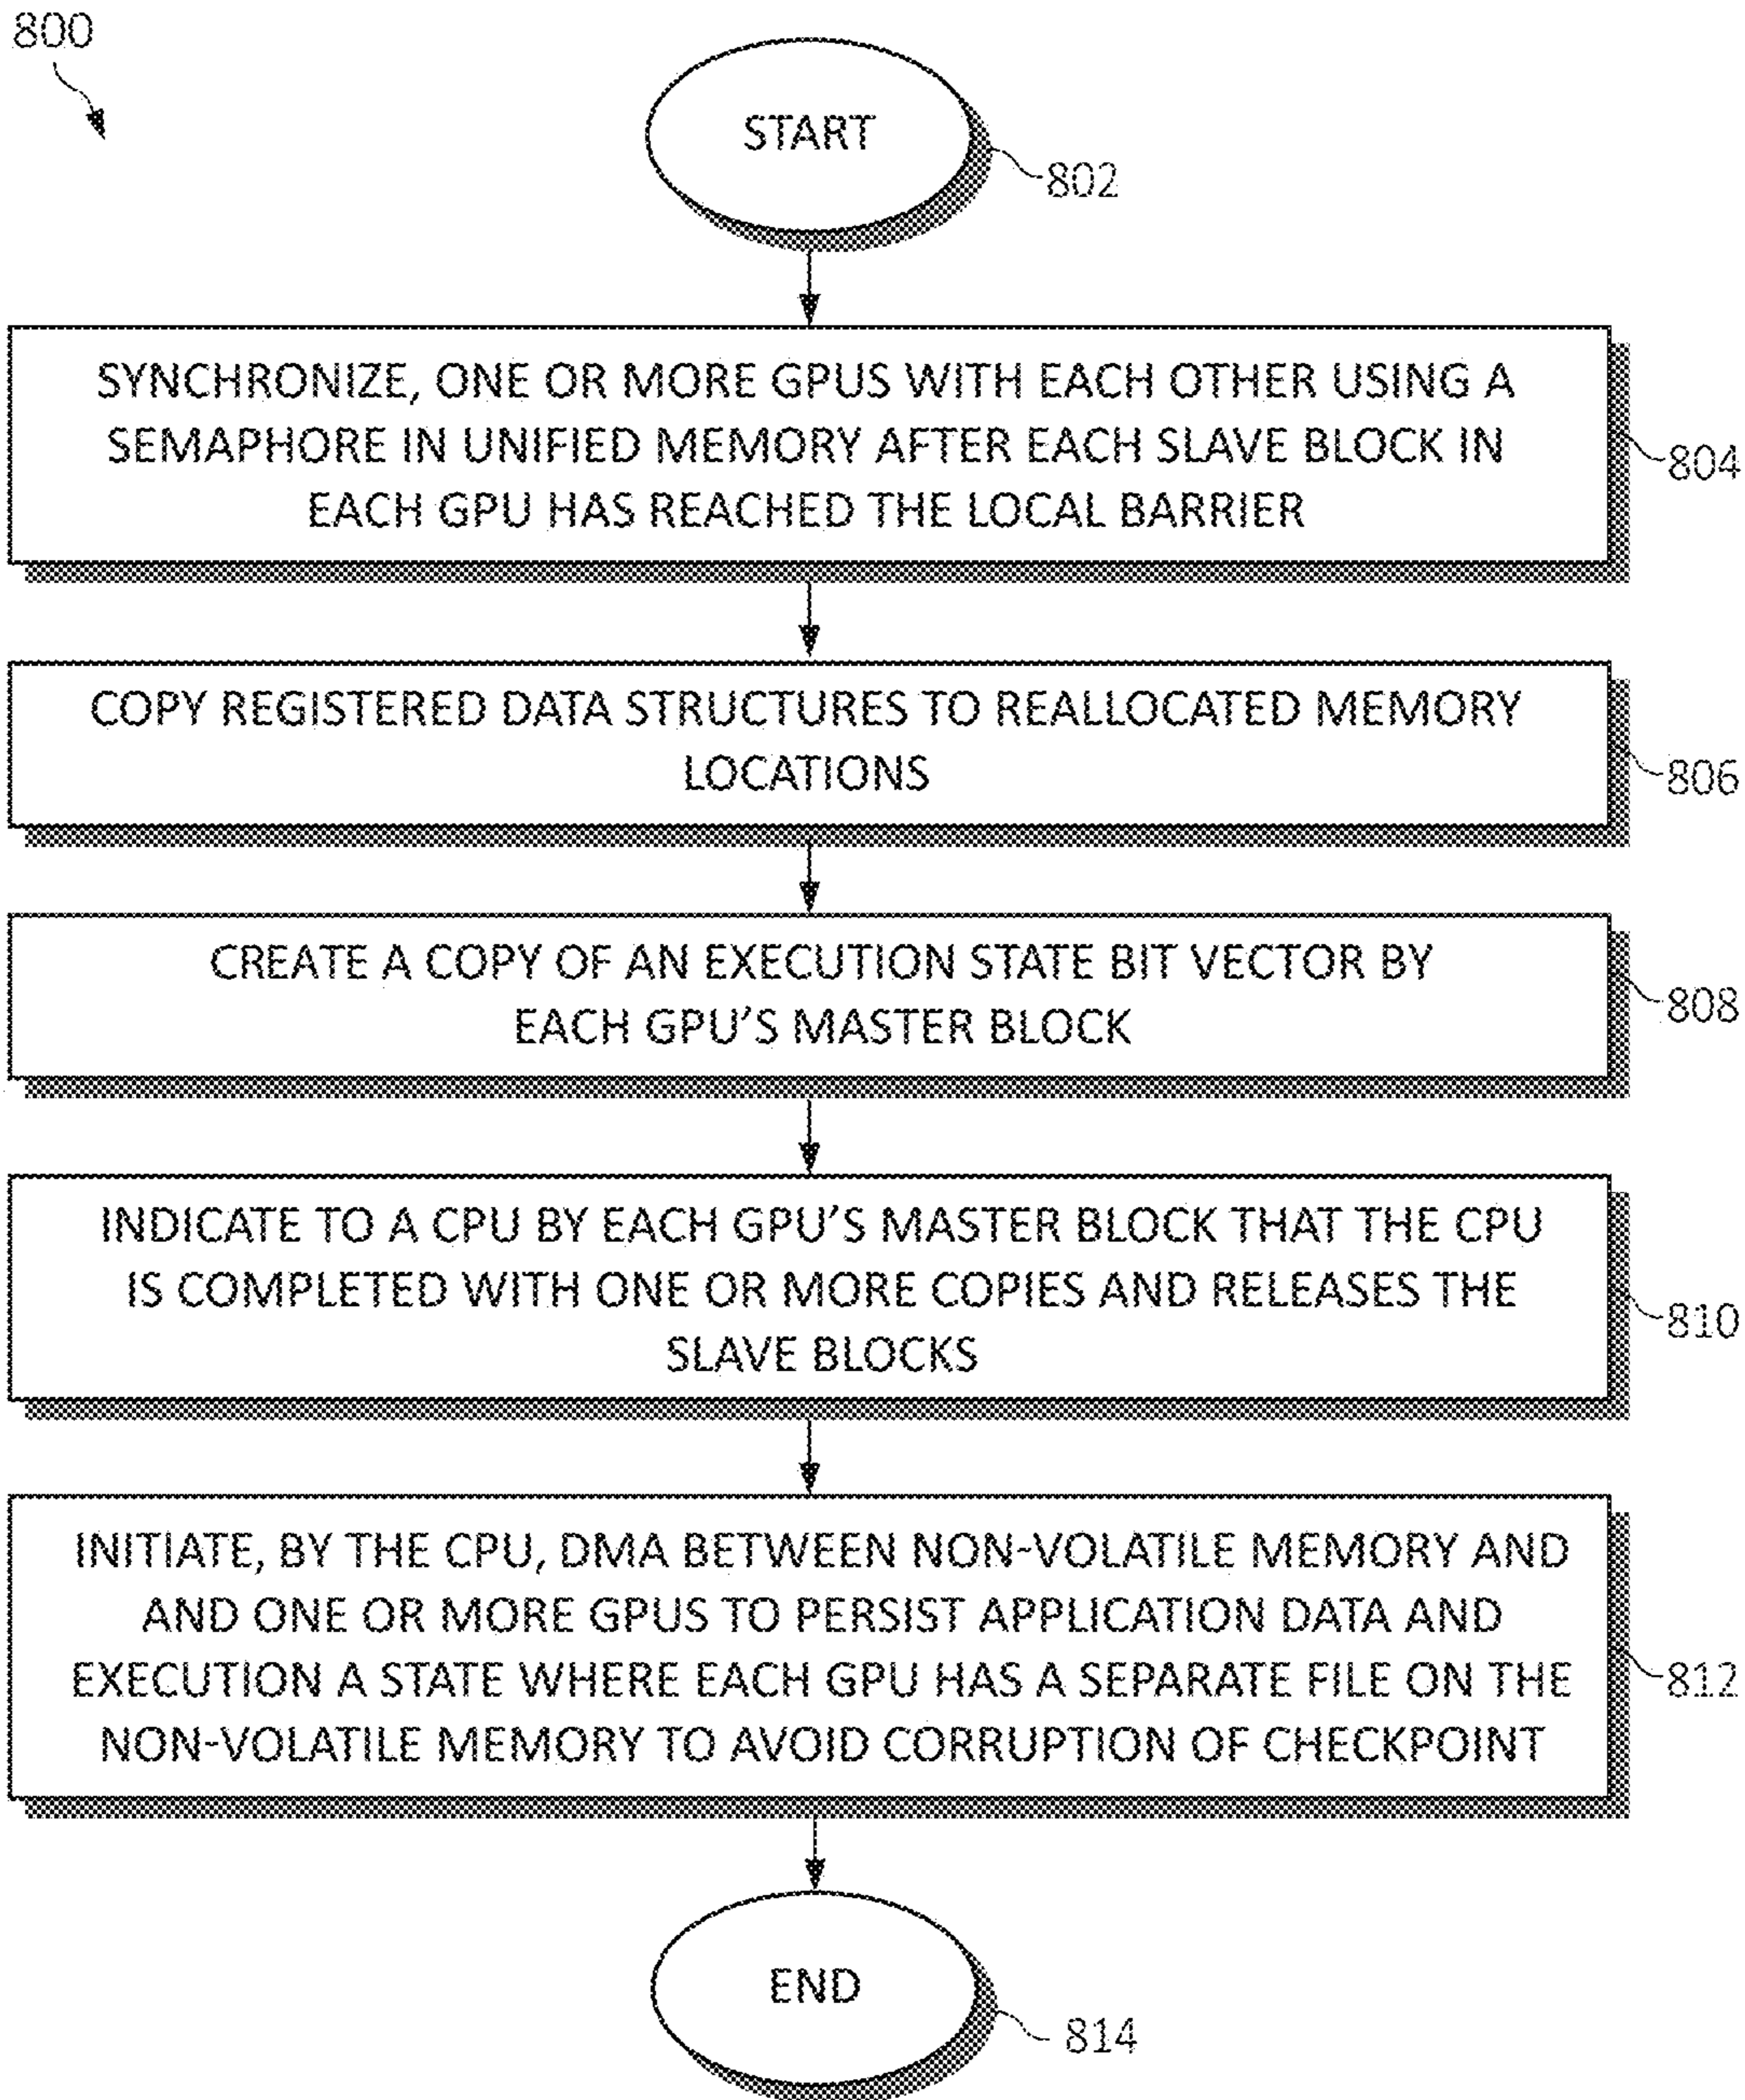 800
START
802
SYNCHRONIZE, ONE OR MORE GPUS WITH EACH OTHER USING A
SEMAPHORE IN UNIFIED MEMORY AFTER EACH SLAVE BLOCK IN
EACH GPU HAS REACHED THE LOCAL BARRIER
804
COPY REGISTERED DATA STRUCTURES TO REALLOCATED MEMORY
LOCATIONS
806
CREATE A COPY OF AN EXECUTION STATE BIT VECTOR BY
EACH GPU'S MASTER BLOCK
808
INDICATE TO A CPU BY EACH GPU'S MASTER BLOCK THAT THE CPU
IS COMPLETED WITH ONE OR MORE COPIES AND RELEASES THE
SLAVE BLOCKS
810
INITIATE, BY THE CPU, DMA BETWEEN NON-VOLATILE MEMORY AND
AND ONE OR MORE GPUS TO PERSIST APPLICATION DATA AND
EXECUTION A STATE WHERE EACH GPU HAS A SEPARATE FILE ON THE
NON-VOLATILE MEMORY TO AVOID CORRUPTION OF CHECKPOINT
812
END
814